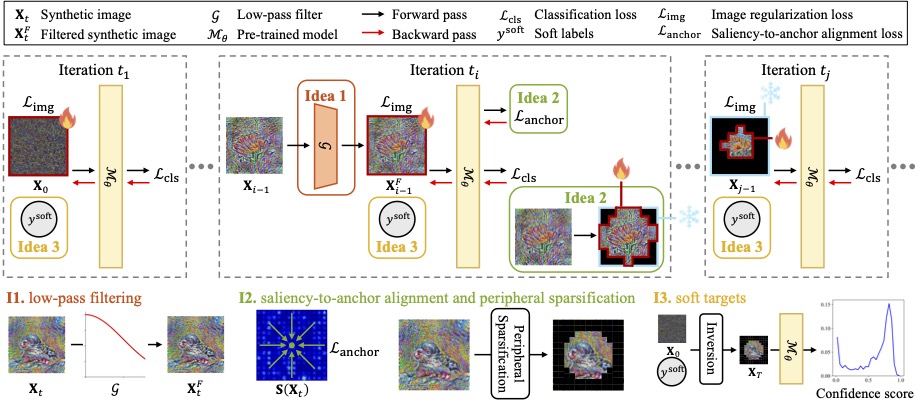 X_t Synthetic image G Low-pass filter Forward pass L_cls Classification loss L_img Image regularization loss
X_t^F Filtered synthetic image M_θ Pre-trained model Backward pass y^soft Soft labels L_anchor Saliency-to-anchor alignment loss
Iteration t_1
L_img
X_0
M_θ
L_cls
y^soft
Idea 3
Iteration t_i
X_{i−1}
Idea 1
G
L_img
X_{i−1}^F
y^soft
Idea 3
M_θ
Idea 2
L_anchor
L_cls
Idea 2
Iteration t_j
L_img
X_{j−1}
M_θ
L_cls
y^soft
Idea 3
I1. low-pass filtering
X_t
G
X_t^F
I2. saliency-to-anchor alignment and peripheral sparsification
L_anchor
S(X_t)
Peripheral
Sparsification
I3. soft targets
X_0
y^soft
Inversion
X_T
M_θ
0.15
0.10
0.05
0.00
0.0 0.5 1.0
Confidence score